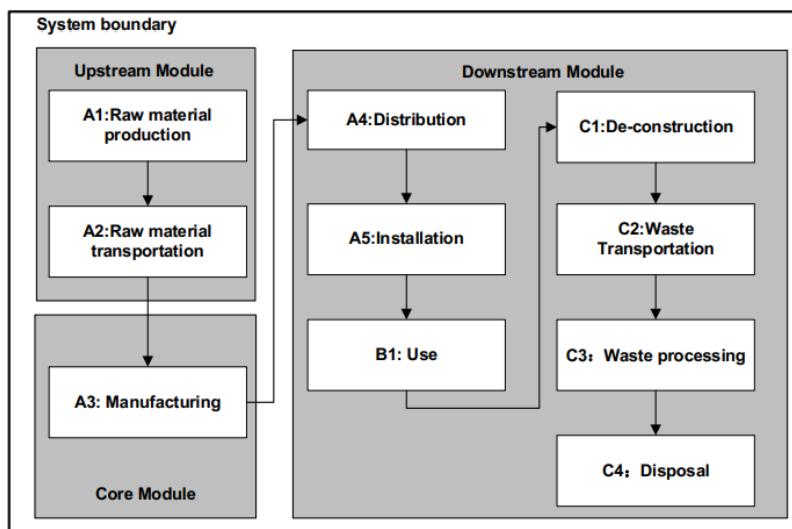 System boundary
Upstream Module
A1:Raw material
production
A2:Raw material
transportation
A3: Manufacturing
Core Module
Downstream Module
A4:Distribution
A5:Installation
B1: Use
C1:De-construction
C2:Waste
Transportation
C3：Waste processing
C4：Disposal